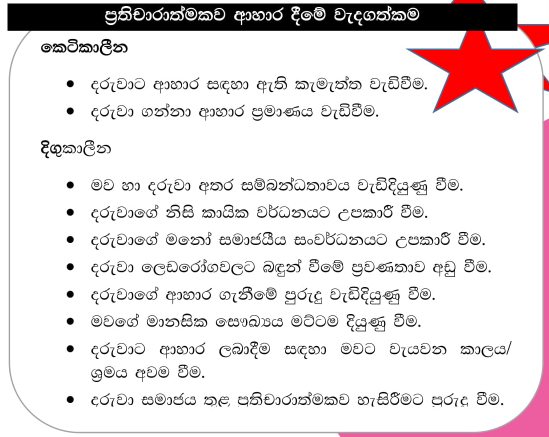 ප්‍රතිචාරාත්මකව ආහාර දීමේ වැදගත්කම
කෙටිකාලීන
• දරුවාට ආහාර සඳහා ඇති කැමැත්ත වැඩිවීම.
• දරුවා ගන්නා ආහාර ප්‍රමාණය වැඩිවීම.
දිගුකාලීන
• මව හා දරුවා අතර සම්බන්ධතාවය වැඩිදියුණු වීම.
• දරුවාගේ නිසි කායික වර්ධනයට උපකාරී වීම.
• දරුවාගේ මනෝ සමාජයීය සංවර්ධනයට උපකාරී වීම.
• දරුවා ලෙඩරෝගවලට බඳුන් වීමේ ප්‍රවණතාව අඩු වීම.
• දරුවාගේ ආහාර ගැනීමේ පුරුදු වැඩිදියුණු වීම.
• මවගේ මානසික සෞඛ්‍යය මට්ටම දියුණු වීම.
• දරුවාට ආහාර ලබාදීම සඳහා මවට වැයවන කාලය/
ශ්‍රමය අවම වීම.
• දරුවා සමාජය තුළ ප්‍රතිචාරාත්මකව හැසිරීමට පුරුදු වීම.